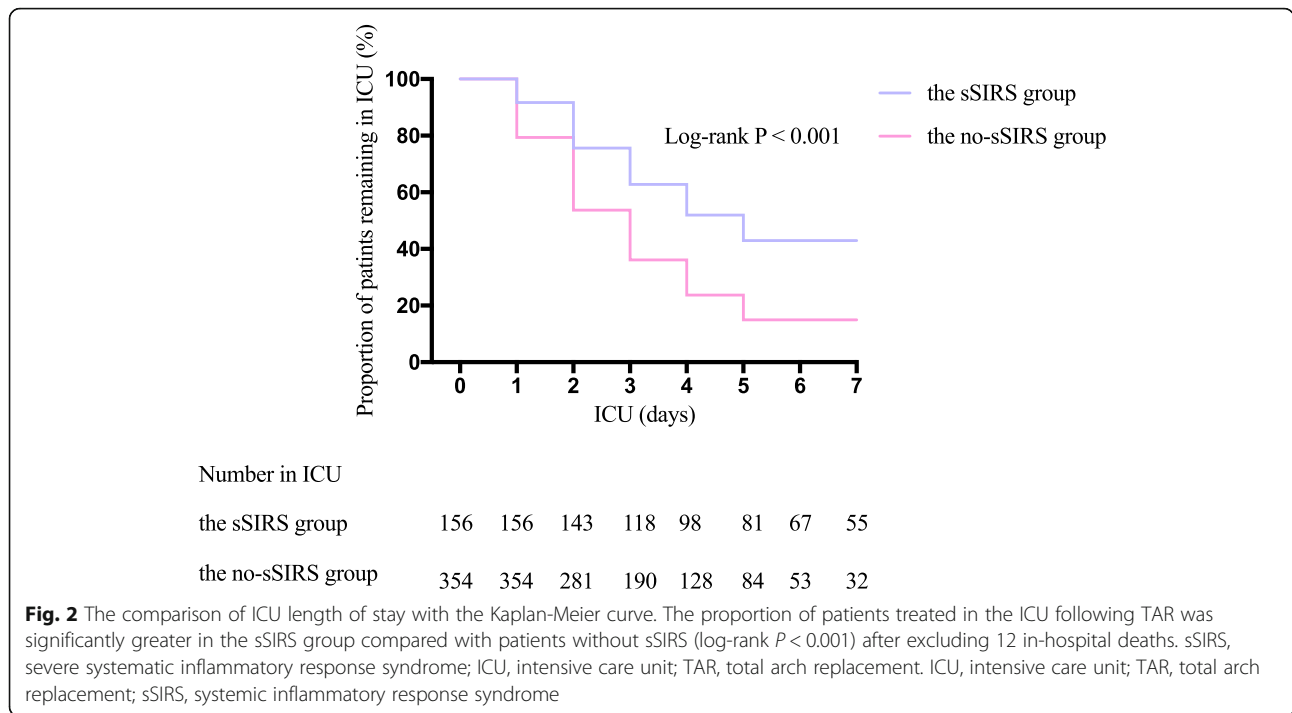 Proportion of patints remaining in ICU (%)
100
80
60
40
20
0
0 1 2 3 4 5 6 7
ICU (days)
Log-rank P < 0.001
the sSIRS group
the no-sSIRS group
Number in ICU
the sSIRS group 156 156 143 118 98 81 67 55
the no-sSIRS group 354 354 281 190 128 84 53 32
Fig. 2 The comparison of ICU length of stay with the Kaplan-Meier curve. The proportion of patients treated in the ICU following TAR was
significantly greater in the sSIRS group compared with patients without sSIRS (log-rank P < 0.001) after excluding 12 in-hospital deaths. sSIRS,
severe systematic inflammatory response syndrome; ICU, intensive care unit; TAR, total arch replacement. ICU, intensive care unit; TAR, total arch
replacement; sSIRS, systemic inflammatory response syndrome